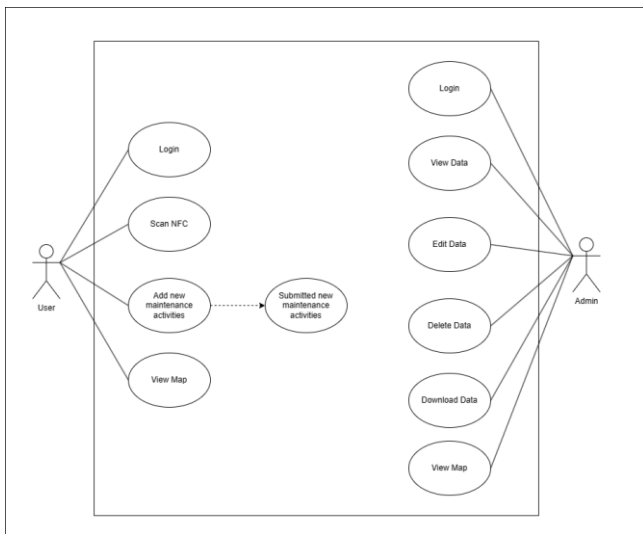 Login
Login
View Data
Scan NFC
Edit Data
User
Add new
maintenance
activities
Submitted new
maintenance
activities
Admin
Delete Data
View Map
Download Data
View Map